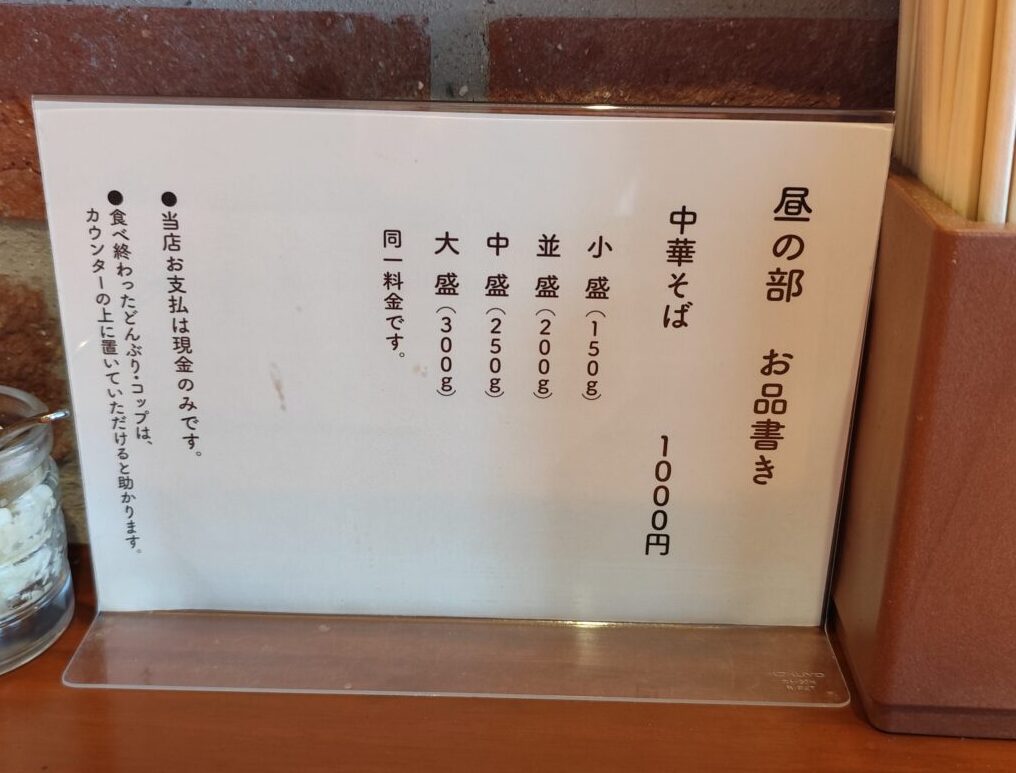 昼の部 お品書き
中華そば 1000円
小盛(150g)
並盛(200g)
中盛(250g)
大盛(300g)
同一料金です。
●当店お支払は現金のみです。
●食べ終わったどんぶり・コップは、
カウンターの上に置いていただけると助かります。